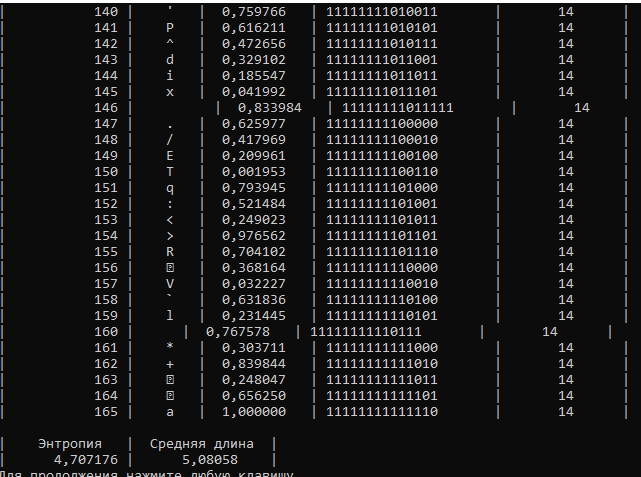 | 140 | ' | 0,759766 | 11111111010011 | 14 |
| 141 | P | 0,616211 | 11111111010101 | 14 |
| 142 | ^ | 0,472656 | 11111111010111 | 14 |
| 143 | d | 0,329102 | 11111111011001 | 14 |
| 144 | i | 0,185547 | 11111111011011 | 14 |
| 145 | x | 0,041992 | 11111111011101 | 14 |
| 146 | | 0,833984 | 11111111011111 | 14
| 147 | . | 0,625977 | 11111111100000 | 14 |
| 148 | / | 0,417969 | 11111111100010 | 14 |
| 149 | E | 0,209961 | 11111111100100 | 14 |
| 150 | T | 0,001953 | 11111111100110 | 14 |
| 151 | q | 0,793945 | 11111111101000 | 14 |
| 152 | : | 0,521484 | 11111111101001 | 14 |
| 153 | < | 0,249023 | 11111111101011 | 14 |
| 154 | > | 0,976562 | 11111111101101 | 14 |
| 155 | R | 0,704102 | 11111111101110 | 14 |
| 156 | | 0,368164 | 11111111110000 | 14 |
| 157 | V | 0,032227 | 11111111110010 | 14 |
| 158 | ` | 0,631836 | 11111111110100 | 14 |
| 159 | l | 0,231445 | 11111111110101 | 14 |
| 160 | | 0,767578 | 11111111110111 | 14 |
| 161 | * | 0,303711 | 11111111111000 | 14 |
| 162 | + | 0,839844 | 11111111111010 | 14 |
| 163 | | 0,248047 | 11111111111011 | 14 |
| 164 | | 0,656250 | 11111111111101 | 14 |
| 165 | a | 1,000000 | 11111111111110 | 14 |
| Энтропия | Средняя длина |
| 4,707176 | 5,08058 |
Для продолжения нажмите любую клавишу